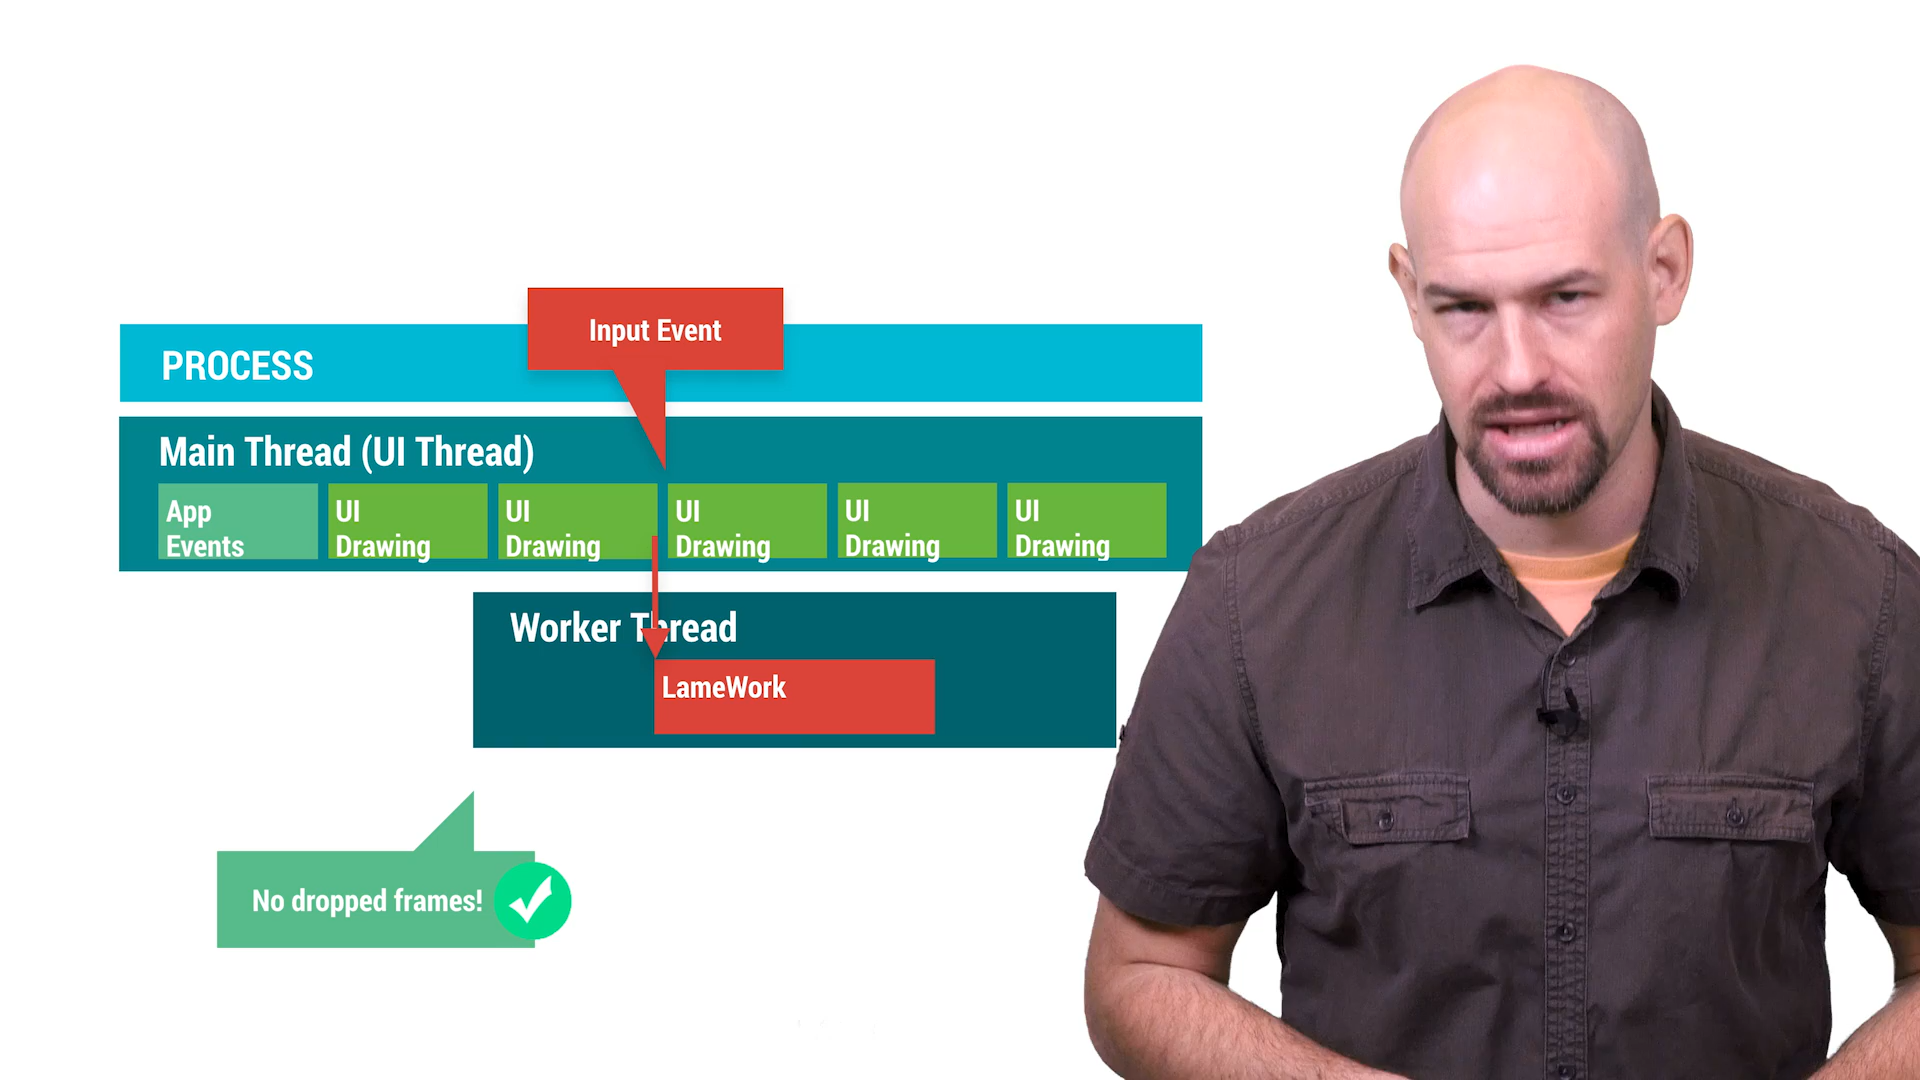 Input Event
PROCESS
Main Thread (UI Thread)
App
Events
UI
Drawing
UI
Drawing
UI
Drawing
UI
Drawing
UI
Drawing
Worker Thread
LameWork
No dropped frames!